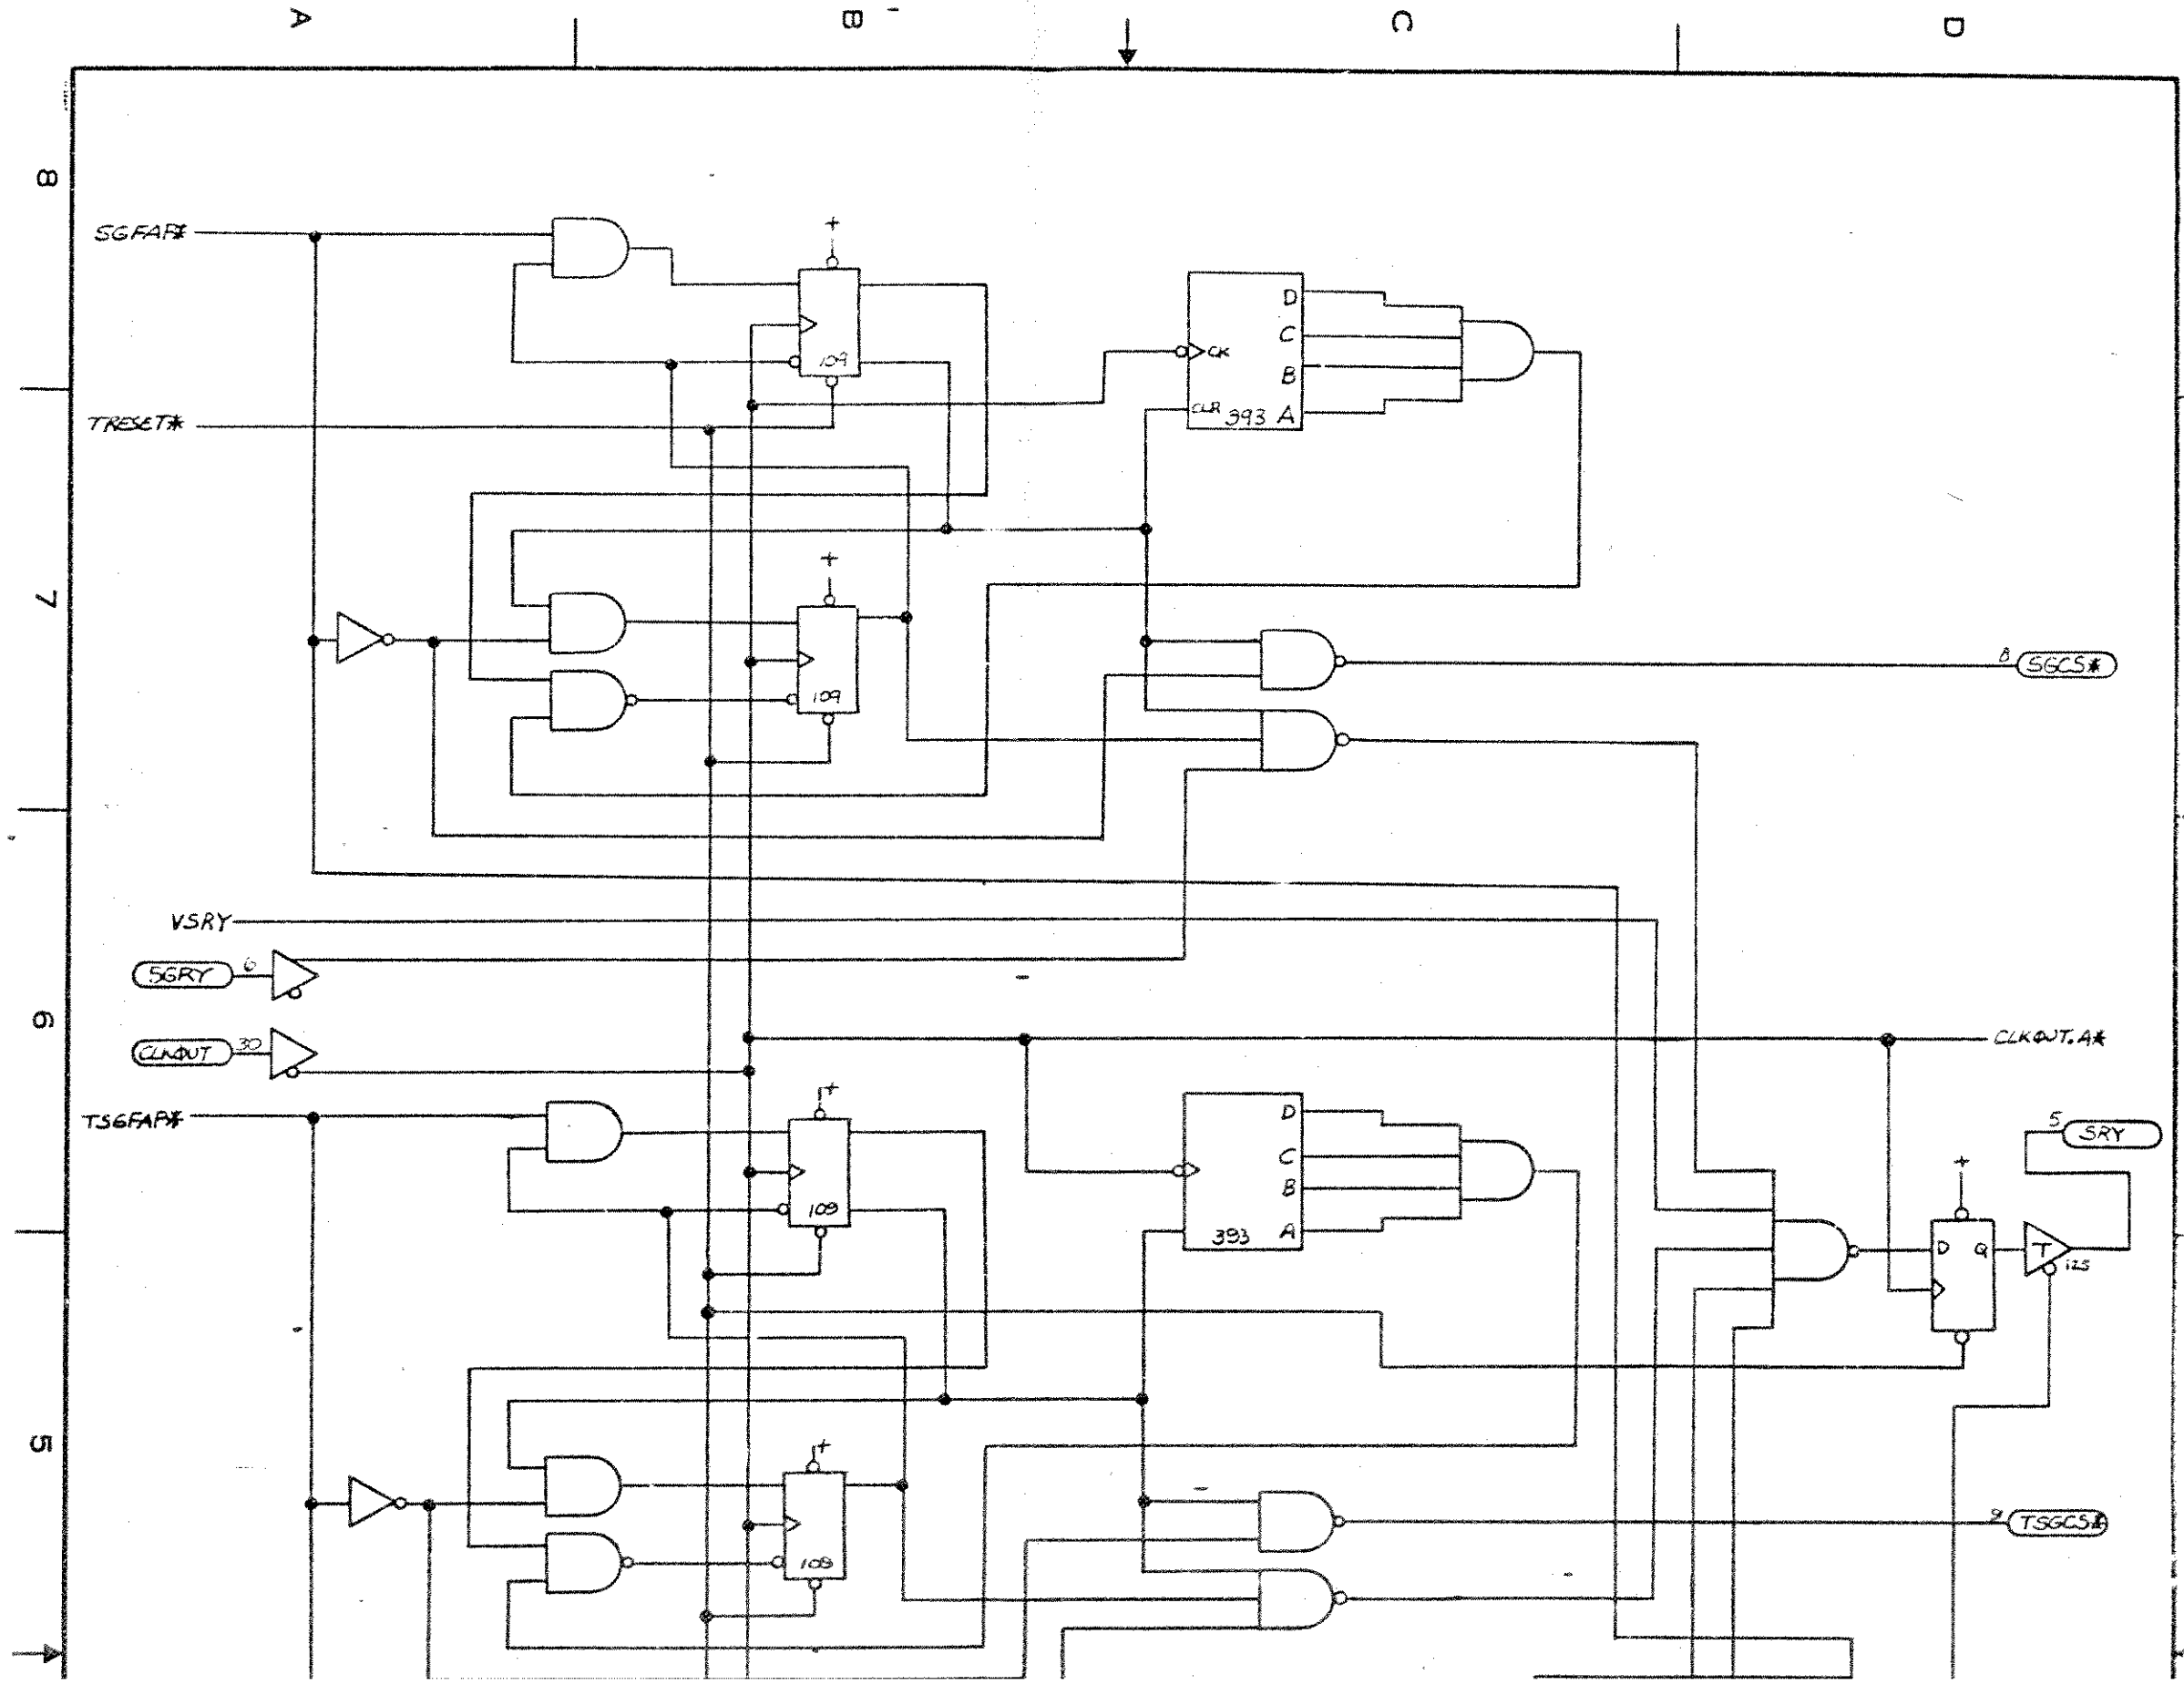 A B C D
8
SGFAP*
+
109
D
C
CK
B
CLR 393 A
TRESET*
7
+
109
8 SGCS*
VSRY
SGRY 6
6
CLKOUT 30
CLKOUT.A*
TSGFAP*
+
109
D
C
B
393 A
5 SRY
+
D Q
T
125
5
+
109
9 TSGCS*